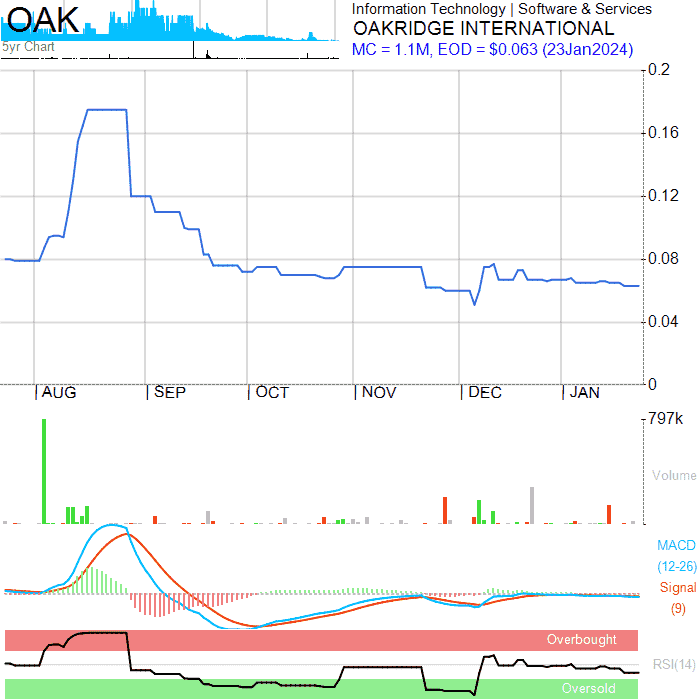 OAK
5yr Chart
Information Technology | Software & Services
OAKRIDGE INTERNATIONAL
MC = 1.1M, EOD = $0.063 (23Jan2024)
0.2
0.16
0.12
0.08
0.04
0
AUG SEP OCT NOV DEC JAN
797k
Volume
MACD
(12-26)
Signal
(9)
Overbought
RSI(14)
Oversold